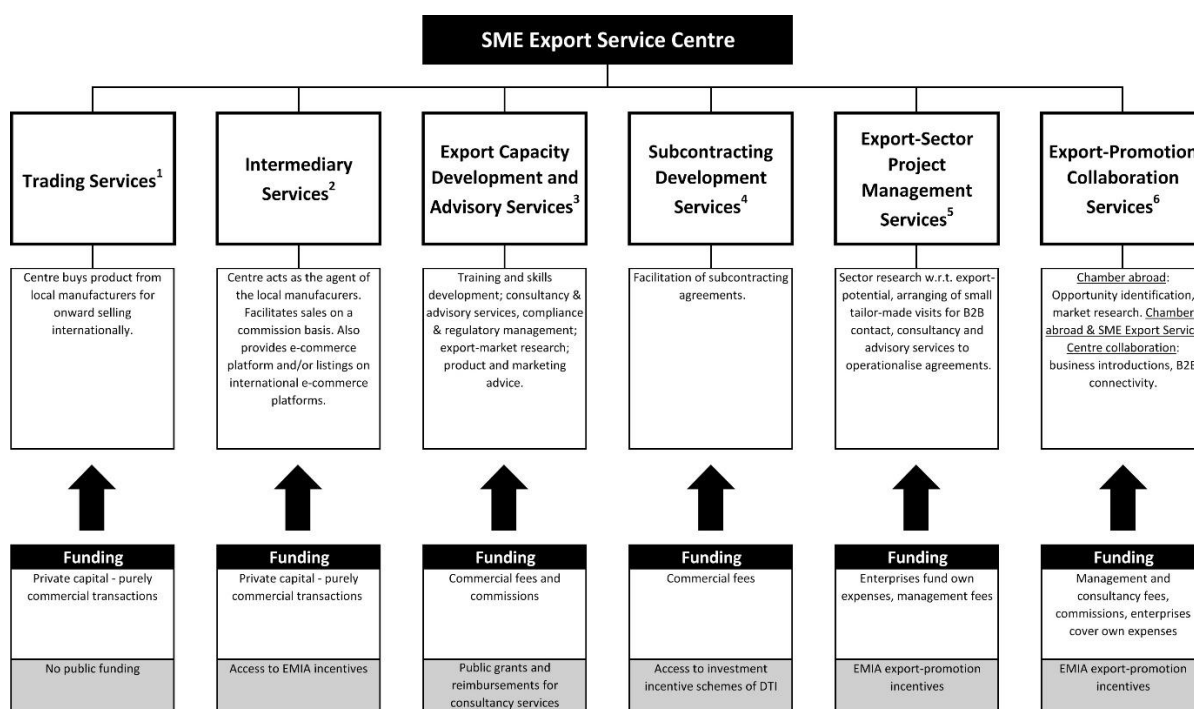 SME Export Service Centre
Trading Services1
Intermediary
Services2
Export Capacity
Development and
Advisory Services3
Subcontracting
Development
Services4
Export-Sector
Project
Management
Services5
Export-Promotion
Collaboration
Services6
Centre buys product from
local manufacturers for
onward selling
internationally.
Centre acts as the agent of
the local manufacurers.
Facilitates sales on a
commission basis. Also
provides e-commerce
platform and/or listings on
international e-commerce
platforms.
Training and skills
development; consultancy &
advisory services, compliance
& regulatory management;
export-market research;
product and marketing
advice.
Facilitation of subcontracting
agreements.
Sector research w.r.t. export-
potential, arranging of small
tailor-made visits for B2B
contact, consultancy and
advisory services to
operationalise agreements.
Chamber abroad:
Opportunity identification,
market research. Chamber
abroad & SME Export Service
Centre collaboration:
business introductions, B2B
connectivity.
Funding
Private capital - purely
commercial transactions
No public funding
Funding
Private capital - purely
commercial transactions
Access to EMIA incentives
Funding
Commercial fees and
commissions
Public grants and
reimbursements for
consultancy services
Funding
Commercial fees
Access to investment
incentive schemes of DTI
Funding
Enterprises fund own
expenses, management fees
EMIA export-promotion
incentives
Funding
Management and
consultancy fees,
commissions, enterprises
cover own expenses
EMIA export-promotion
incentives